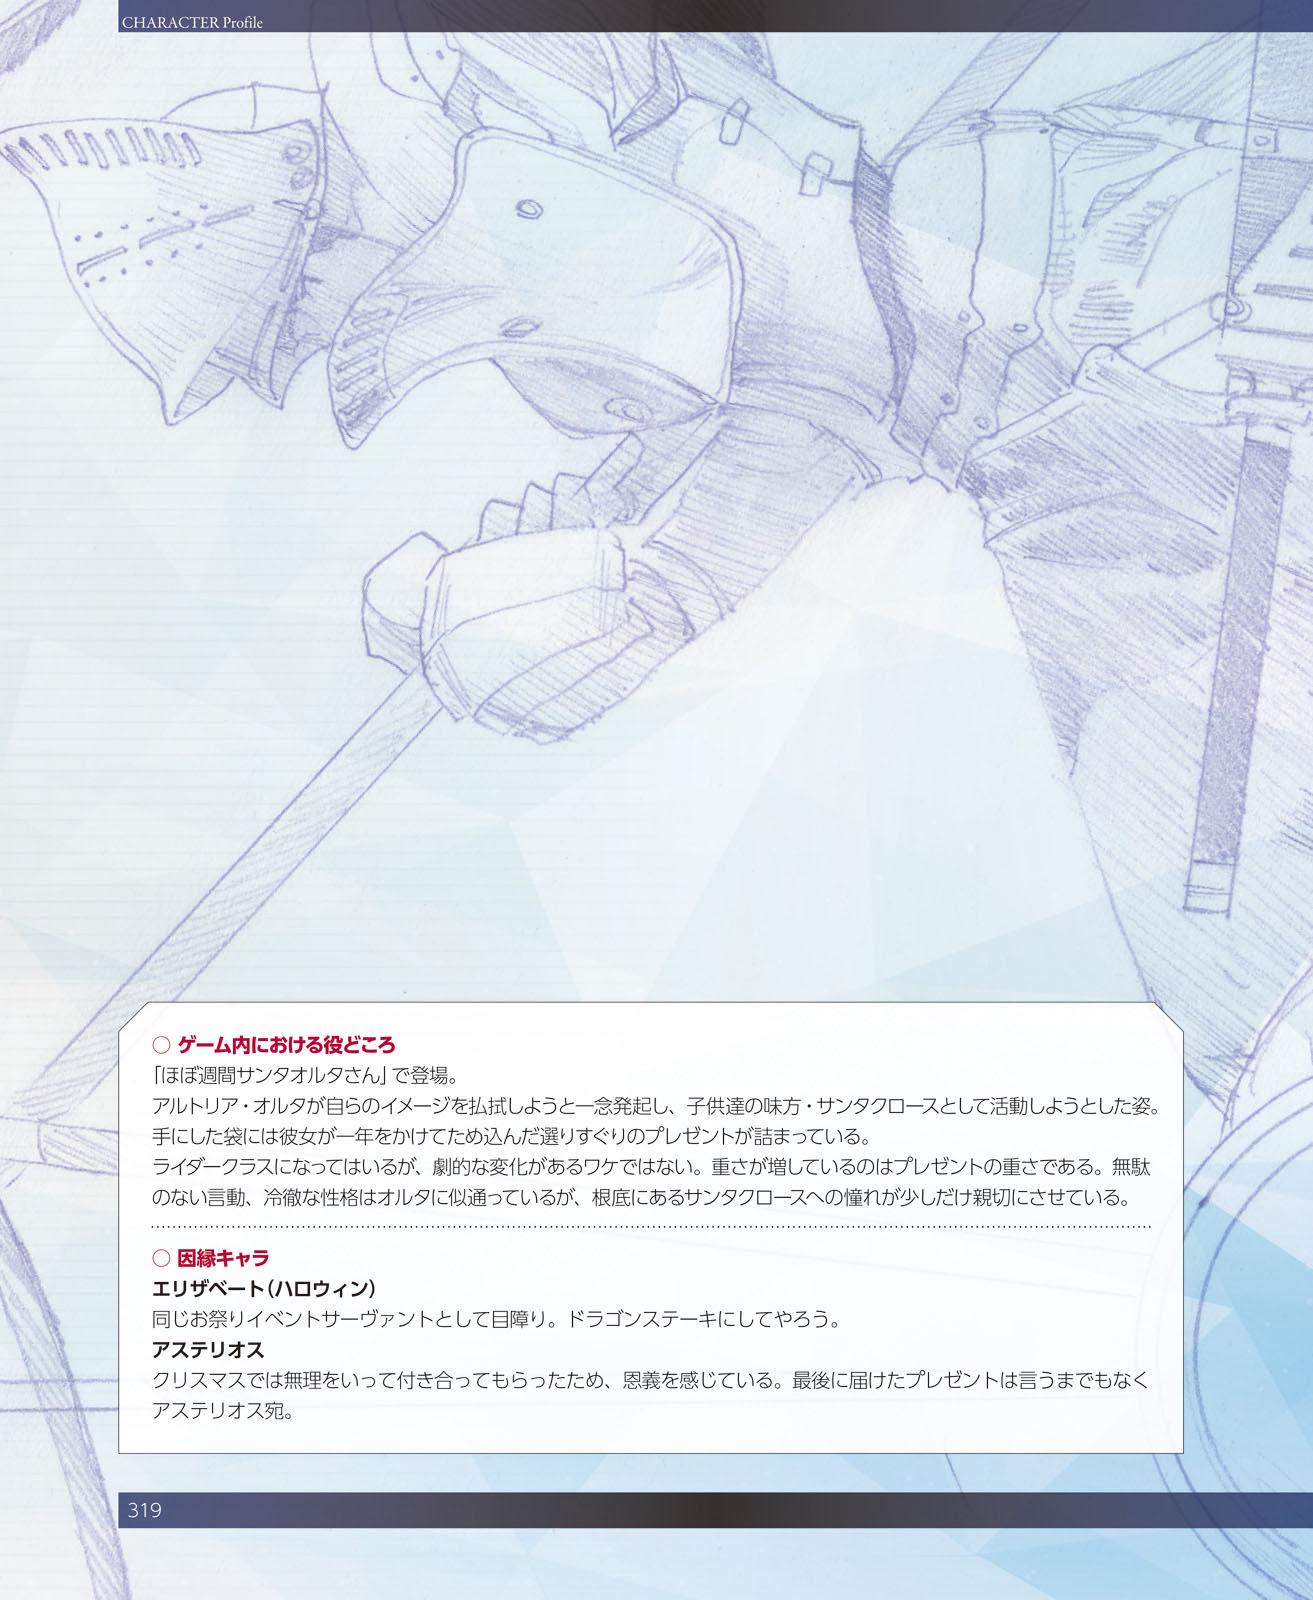 CHARACTER Profile
○ ゲーム内における役どころ
「ほぼ週間サンタオルタさん」で登場。
アルトリア・オルタが自らのイメージを払拭しようと一念発起し、子供達の味方・サンタクロースとして活動しようとした姿。
手にした袋には彼女が一年をかけてため込んだ選りすぐりのプレゼントが詰まっている。
ライダークラスになってはいるが、劇的な変化があるワケではない。重さが増しているのはプレゼントの重さである。無駄
のない言動、冷徹な性格はオルタに似通っているが、根底にあるサンタクロースへの憧れが少しだけ親切にさせている。
○ 因縁キャラ
エリザベート(ハロウィン)
同じお祭りイベントサーヴァントとして目障り。ドラゴンステーキにしてやろう。
アステリオス
クリスマスでは無理をいって付き合ってもらったため、恩義を感じている。最後に届けたプレゼントは言うまでもなく
アステリオス宛。
319